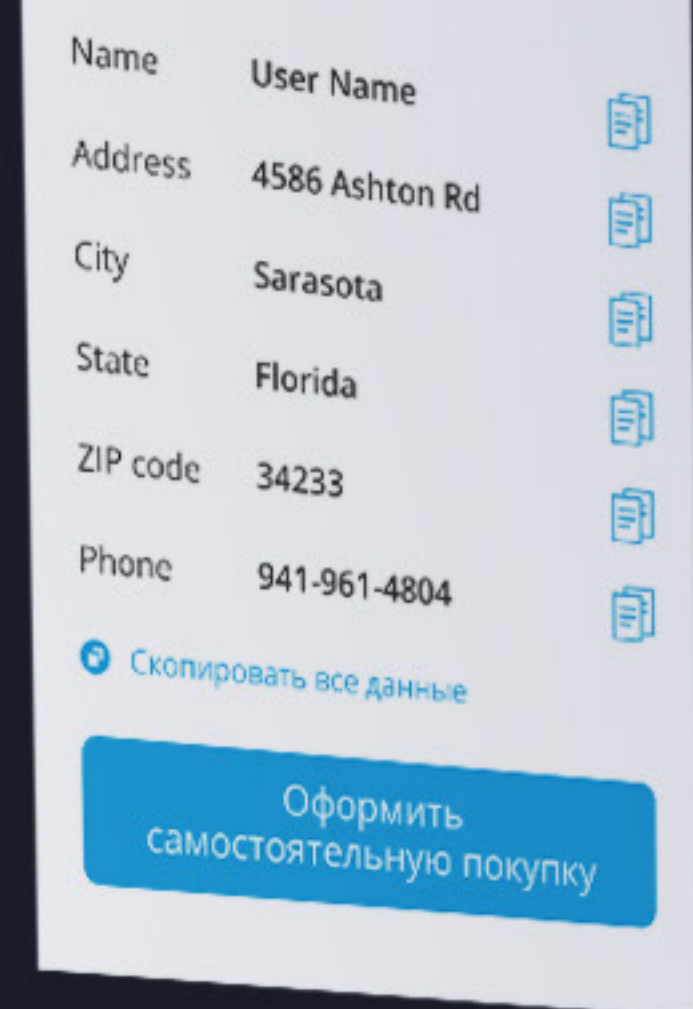 Name User Name
Address 4586 Ashton Rd
City Sarasota
State Florida
ZIP code 34233
Phone 941-961-4804
Скопировать все данные
Оформить
самостоятельную покупку